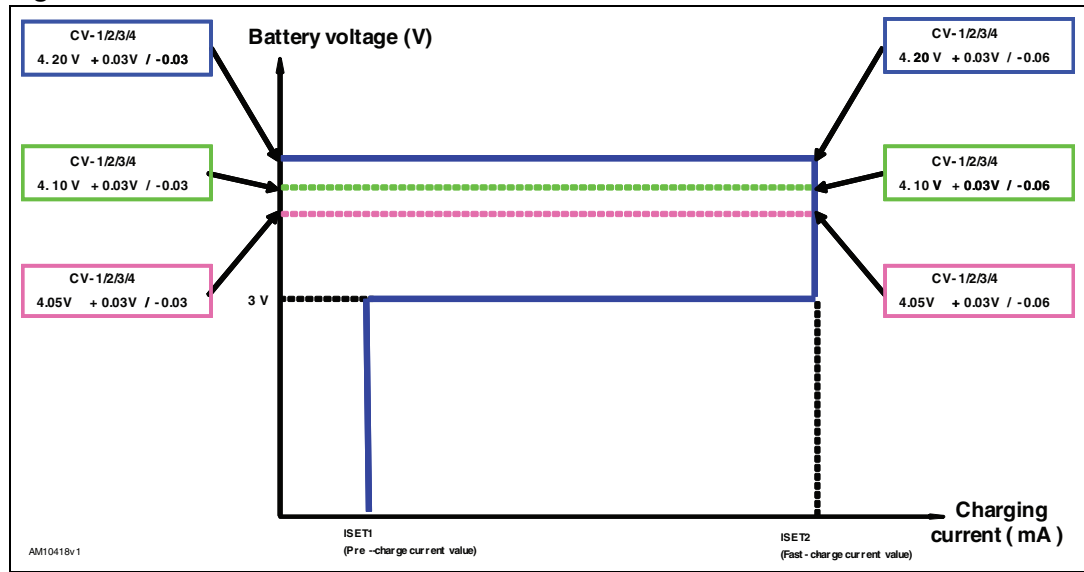 CV-1/2/3/4
4. 20 V + 0.03V / -0.03
Battery voltage (V)
CV-1/2/3/4
4. 20 V + 0.03V / -0.06
CV-1/2/3/4
4. 10 V + 0.03V / -0.03
CV-1/2/3/4
4. 10 V + 0.03V / -0.06
CV-1/2/3/4
4.05V + 0.03V / -0.03
3 V
CV-1/2/3/4
4.05V + 0.03V / -0.06
ISET1
(Pre --charge current value)
ISET2
(Fast - charge current value)
Charging
current ( mA )
AM10418v1